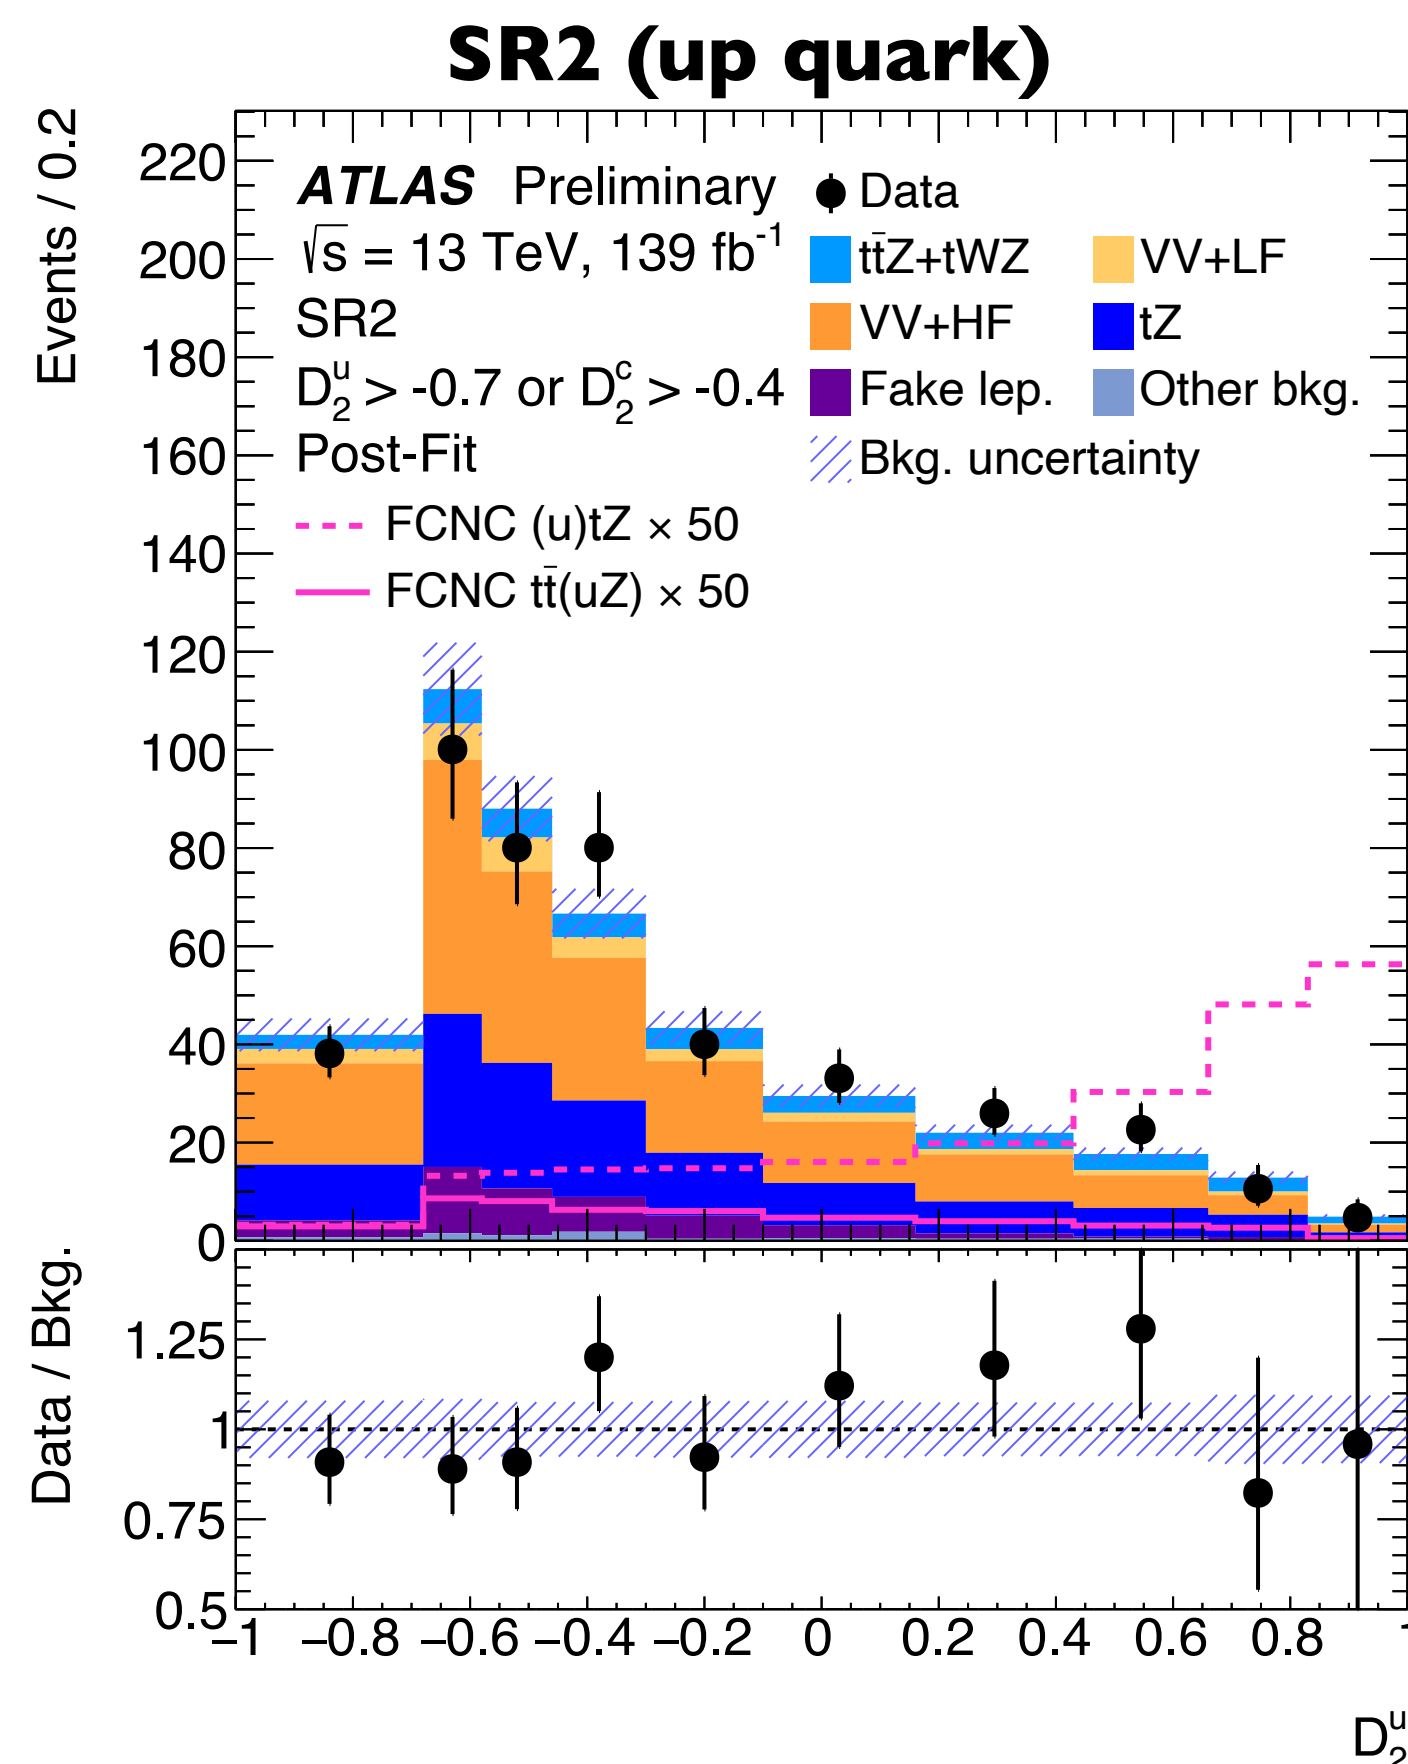 SR2 (up quark)
Events / 0.2
220
200
180
160
140
120
100
80
60
40
20
0
ATLAS Preliminary
√s = 13 TeV, 139 fb⁻¹
SR2
D₂ᵘ > -0.7 or D₂ᶜ > -0.4
Post-Fit
FCNC (u)tZ × 50
FCNC tt̄(uZ) × 50
Data
tt̄Z+tWZ VV+LF
VV+HF tZ
Fake lep. Other bkg.
Bkg. uncertainty
Data / Bkg.
1.25
1
0.75
0.5
−1 −0.8 −0.6 −0.4 −0.2 0 0.2 0.4 0.6 0.8 1
D₂ᵘ